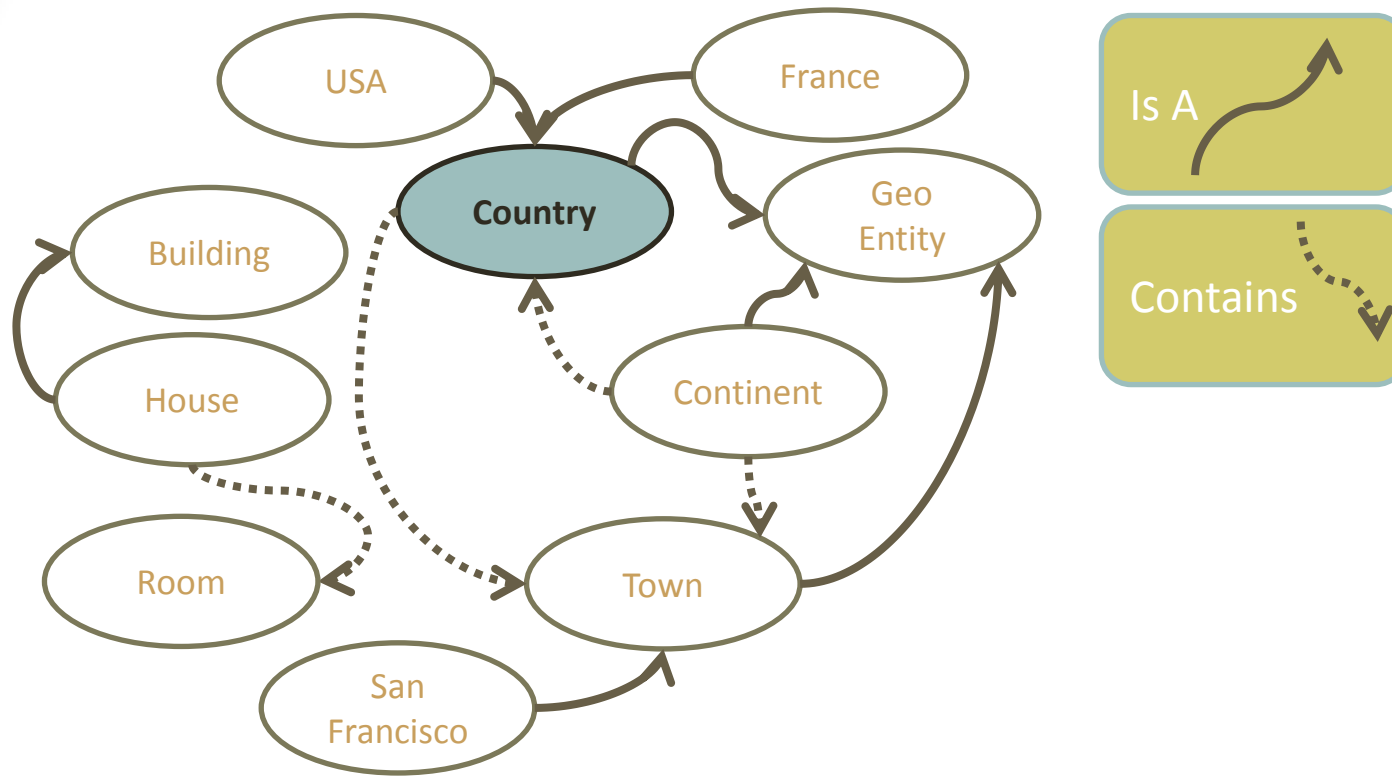 USA
France
Is A
Country
Geo
Entity
Building
Contains
House
Continent
Room
Town
San
Francisco